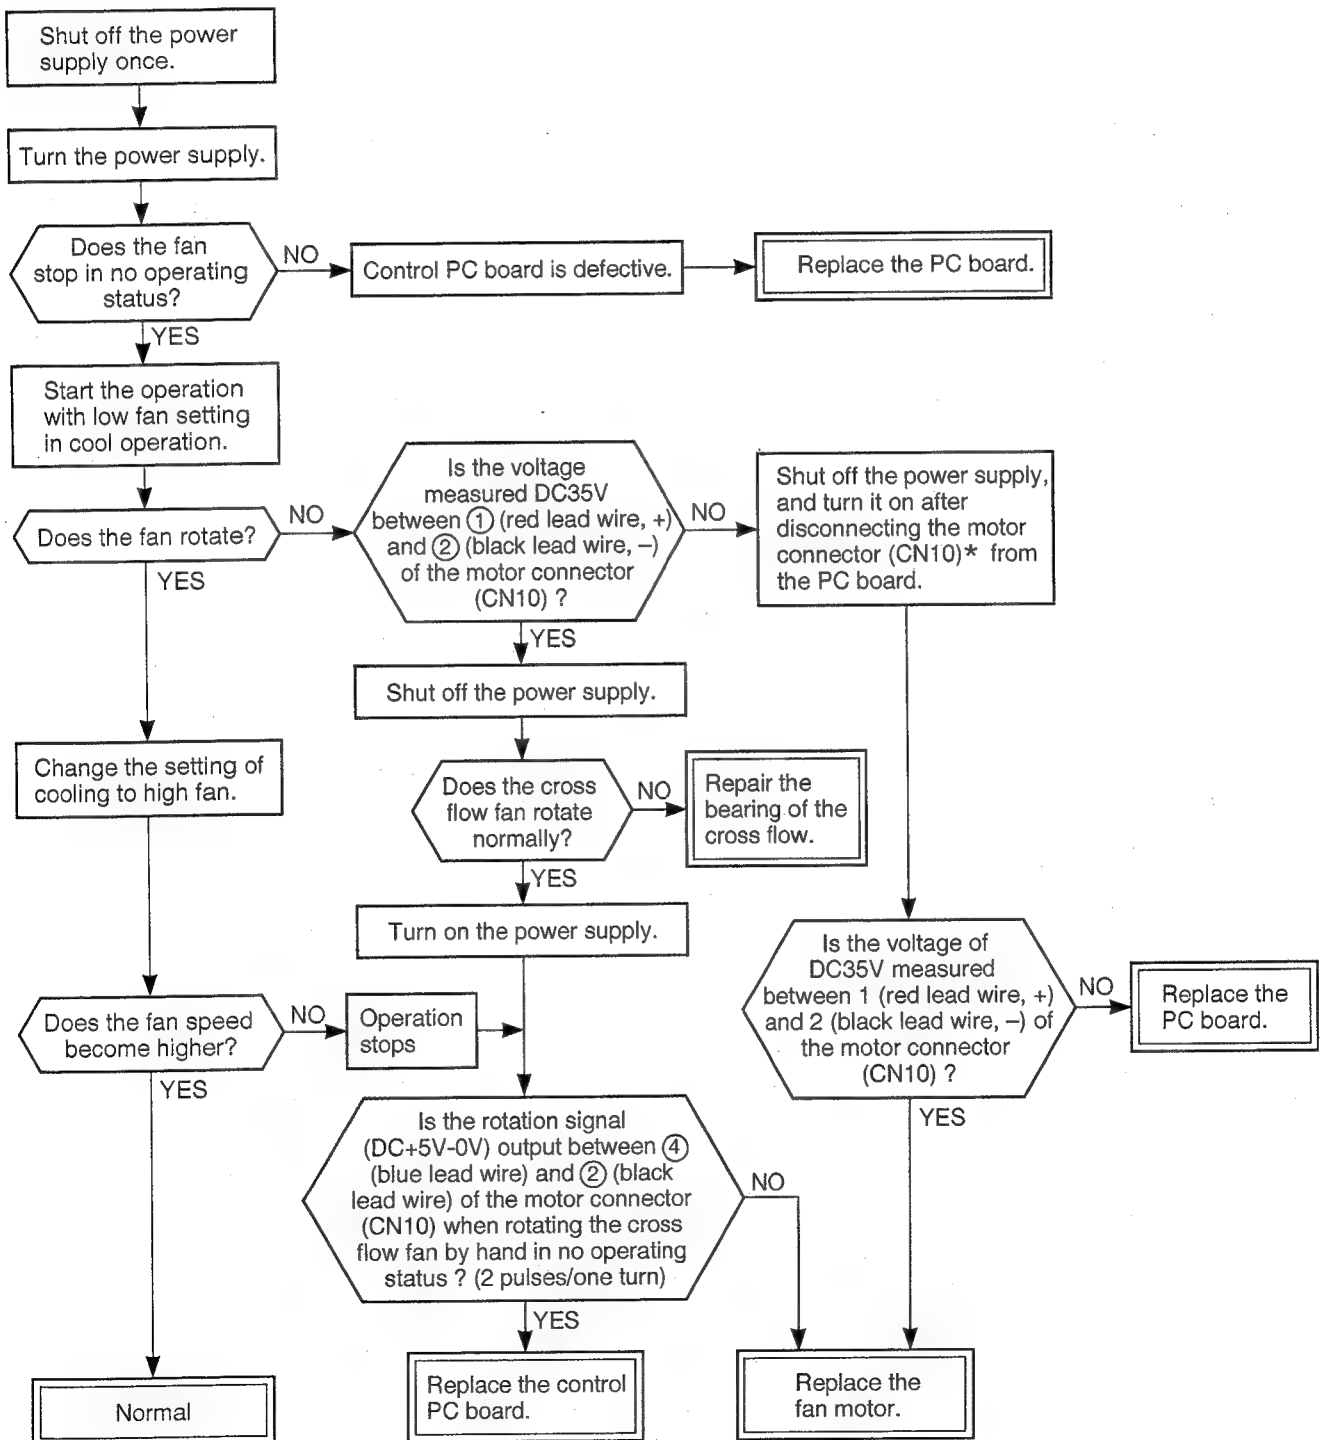 Shut off the power
supply once.
Turn the power supply.
Does the fan
stop in no operating
status?
NO
Control PC board is defective.
Replace the PC board.
YES
Start the operation
with low fan setting
in cool operation.
Does the fan rotate?
NO
Is the voltage
measured DC35V
between ① (red lead wire, +)
and ② (black lead wire, –)
of the motor connector
(CN10) ?
NO
Shut off the power supply,
and turn it on after
disconnecting the motor
connector (CN10)* from
the PC board.
YES
YES
Shut off the power supply.
Change the setting of
cooling to high fan.
Does the cross
flow fan rotate
normally?
NO
Repair the
bearing of the
cross flow.
YES
Turn on the power supply.
Is the voltage of
DC35V measured
between 1 (red lead wire, +)
and 2 (black lead wire, –) of
the motor connector
(CN10) ?
NO
Replace the
PC board.
Does the fan speed
become higher?
NO
Operation
stops
YES
YES
Is the rotation signal
(DC+5V-0V) output between ④
(blue lead wire) and ② (black
lead wire) of the motor connector
(CN10) when rotating the cross
flow fan by hand in no operating
status ? (2 pulses/one turn)
NO
YES
Normal
Replace the control
PC board.
Replace the
fan motor.